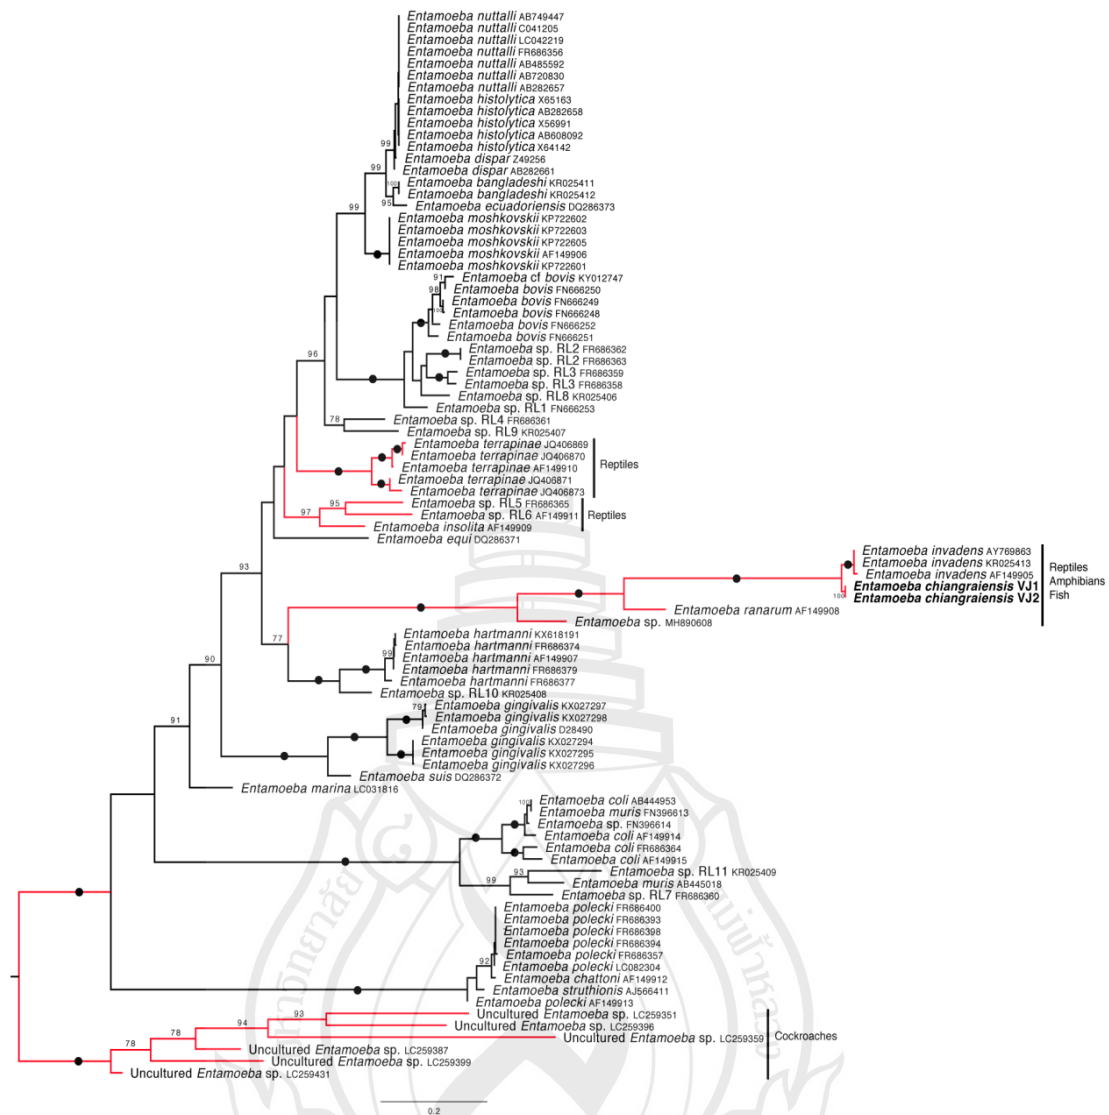 Entamoeba nuttalli AB749447
Entamoeba nuttalli C041205
Entamoeba nuttalli LC042219
Entamoeba nuttalli FR686356
Entamoeba nuttalli AB485592
Entamoeba nuttalli AB720830
Entamoeba nuttalli AB282657
Entamoeba histolytica X65163
Entamoeba histolytica AB282658
Entamoeba histolytica X56991
Entamoeba histolytica AB608092
99 Entamoeba histolytica X64142
Entamoeba dispar Z49256
99 Entamoeba dispar AB282661
100 Entamoeba bangladeshi KR025411
Entamoeba bangladeshi KR025412
99 95 Entamoeba ecuadoriensis DQ286373
Entamoeba moshkovskii KP722602
Entamoeba moshkovskii KP722603
Entamoeba moshkovskii KP722605
Entamoeba moshkovskii AF149906
Entamoeba moshkovskii KP722601
91 Entamoeba cf bovis KY012747
98 Entamoeba bovis FN666250
Entamoeba bovis FN666249
100 Entamoeba bovis FN666248
Entamoeba bovis FN666252
Entamoeba bovis FN666251
Entamoeba sp. RL2 FR686362
96 Entamoeba sp. RL2 FR686363
Entamoeba sp. RL3 FR686359
Entamoeba sp. RL3 FR686358
Entamoeba sp. RL8 KR025406
Entamoeba sp. RL1 FN666253
78 Entamoeba sp. RL4 FR686361
Entamoeba sp. RL9 KR025407
Entamoeba terrapinae JQ406869
Entamoeba terrapinae JQ406870
Entamoeba terrapinae AF149910 Reptiles
Entamoeba terrapinae JQ406871
Entamoeba terrapinae JQ406873
95 Entamoeba sp. RL5 FR686365
97 Entamoeba sp. RL6 AF149911 Reptiles
Entamoeba insolita AF149909
Entamoeba equi DQ286371
Entamoeba invadens AY769863
Entamoeba invadens KR025413 Reptiles
93 Entamoeba invadens AF149905 Amphibians
Entamoeba chiangraiensis VJ1 Fish
100 Entamoeba chiangraiensis VJ2
Entamoeba ranarum AF149908
Entamoeba sp. MH890608
77 Entamoeba hartmanni KX618191
Entamoeba hartmanni FR686374
99 Entamoeba hartmanni AF149907
90 Entamoeba hartmanni FR686379
Entamoeba hartmanni FR686377
Entamoeba sp. RL10 KR025408
79 Entamoeba gingivalis KX027297
Entamoeba gingivalis KX027298
91 Entamoeba gingivalis D28490
Entamoeba gingivalis KX027294
Entamoeba gingivalis KX027295
Entamoeba gingivalis KX027296
Entamoeba suis DQ286372
Entamoeba marina LC031816
100 Entamoeba coli AB444953
Entamoeba muris FN396613
Entamoeba sp. FN396614
Entamoeba coli AF149914
Entamoeba coli FR686364
Entamoeba coli AF149915
93 Entamoeba sp. RL11 KR025409
99 Entamoeba muris AB445018
Entamoeba sp. RL7 FR686360
Entamoeba polecki FR686400
Entamoeba polecki FR686393
Entamoeba polecki FR686398
Entamoeba polecki FR686394
Entamoeba polecki FR686357
92 Entamoeba polecki LC082304
Entamoeba chattoni AF149912
Entamoeba struthionis AJ566411
Entamoeba polecki AF149913
93 Uncultured Entamoeba sp. LC259351
94 Uncultured Entamoeba sp. LC259396
78 Uncultured Entamoeba sp. LC259359
78 Uncultured Entamoeba sp. LC259387 Cockroaches
Uncultured Entamoeba sp. LC259399
Uncultured Entamoeba sp. LC259431
0.2